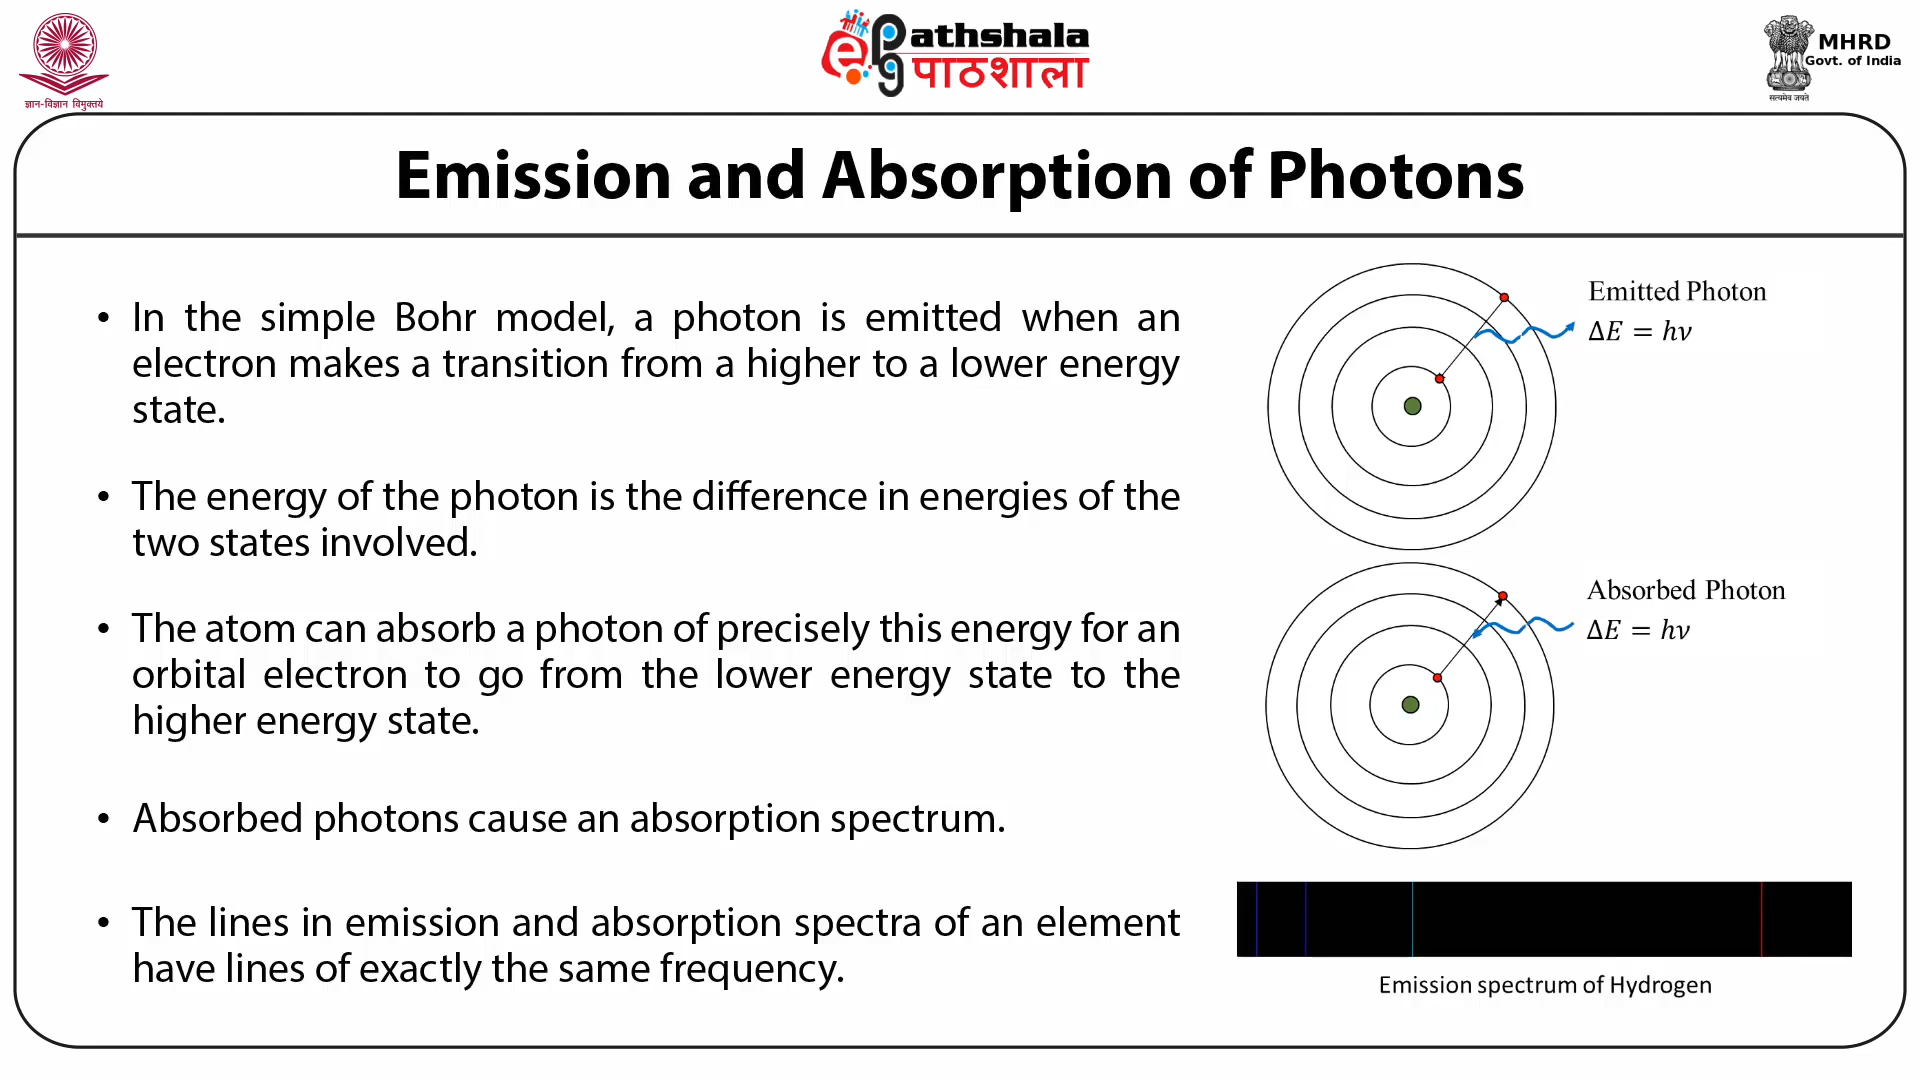 ज्ञान-विज्ञान विमुक्तये
ePathshala
पाठशाला
MHRD
Govt. of India
सत्यमेव जयते
Emission and Absorption of Photons
• In the simple Bohr model, a photon is emitted when an
electron makes a transition from a higher to a lower energy
state.
• The energy of the photon is the difference in energies of the
two states involved.
• The atom can absorb a photon of precisely this energy for an
orbital electron to go from the lower energy state to the
higher energy state.
• Absorbed photons cause an absorption spectrum.
• The lines in emission and absorption spectra of an element
have lines of exactly the same frequency.
Emitted Photon
ΔE = hν
Absorbed Photon
ΔE = hν
Emission spectrum of Hydrogen